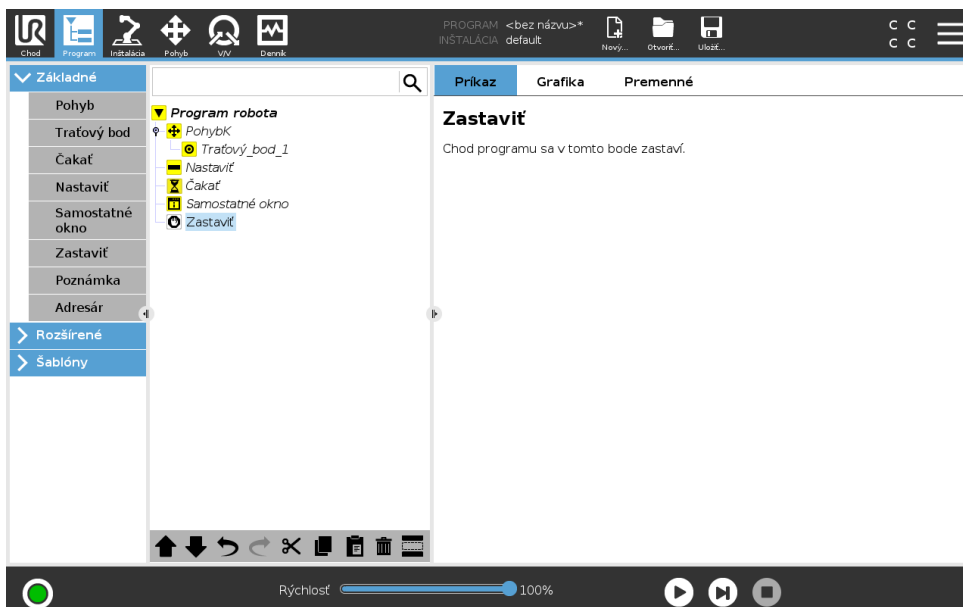 PROGRAM <bez názvu>*
INŠTALÁCIA default
Chod Program Inštalácia Pohyb V/V Denník Nový... Otvoriť... Uložiť...
C C
C C
Základné
Pohyb
Traťový bod
Čakať
Nastaviť
Samostatné
okno
Zastaviť
Poznámka
Adresár
Rozšírené
Šablóny
Program robota
PohybK
Traťový_bod_1
Nastaviť
Čakať
Samostatné okno
Zastaviť
Príkaz Grafika Premenné
Zastaviť
Chod programu sa v tomto bode zastaví.
Rýchlosť 100%